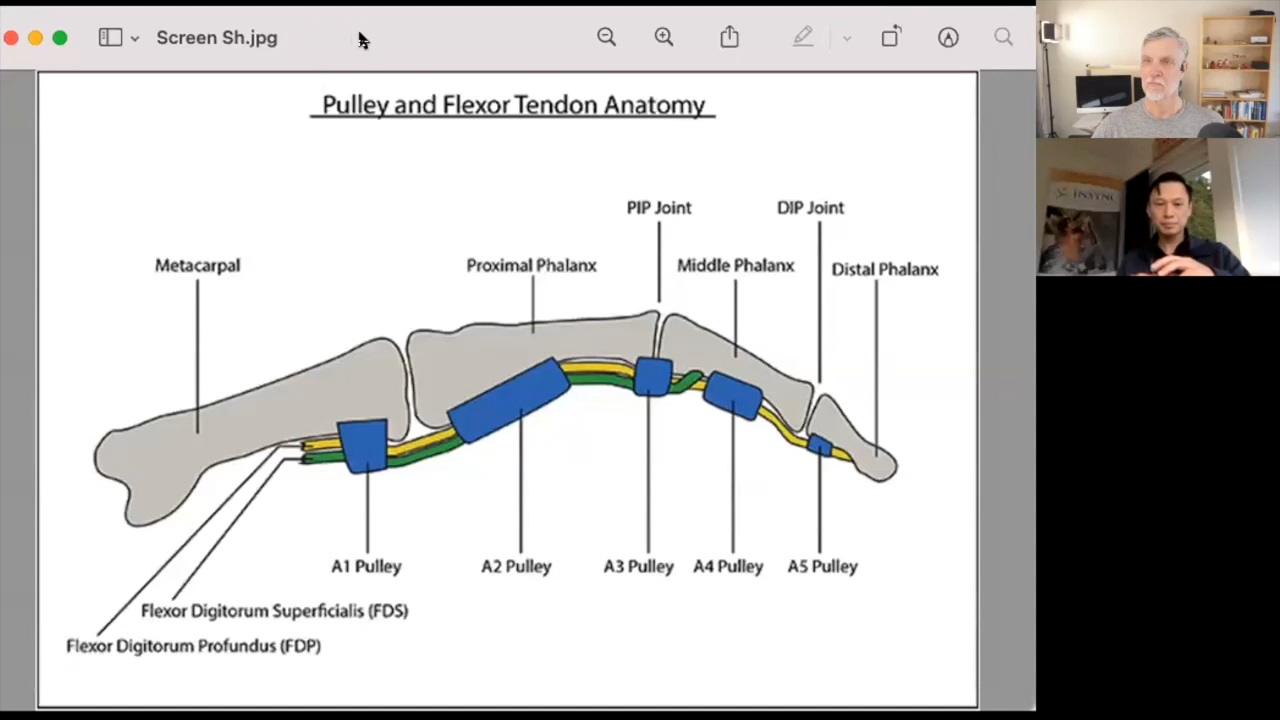 Screen Sh.jpg
Pulley and Flexor Tendon Anatomy
PIP Joint
DIP Joint
Metacarpal
Proximal Phalanx
Middle Phalanx
Distal Phalanx
A1 Pulley
A2 Pulley
A3 Pulley
A4 Pulley
A5 Pulley
Flexor Digitorum Superficialis (FDS)
Flexor Digitorum Profundus (FDP)
INSYNC